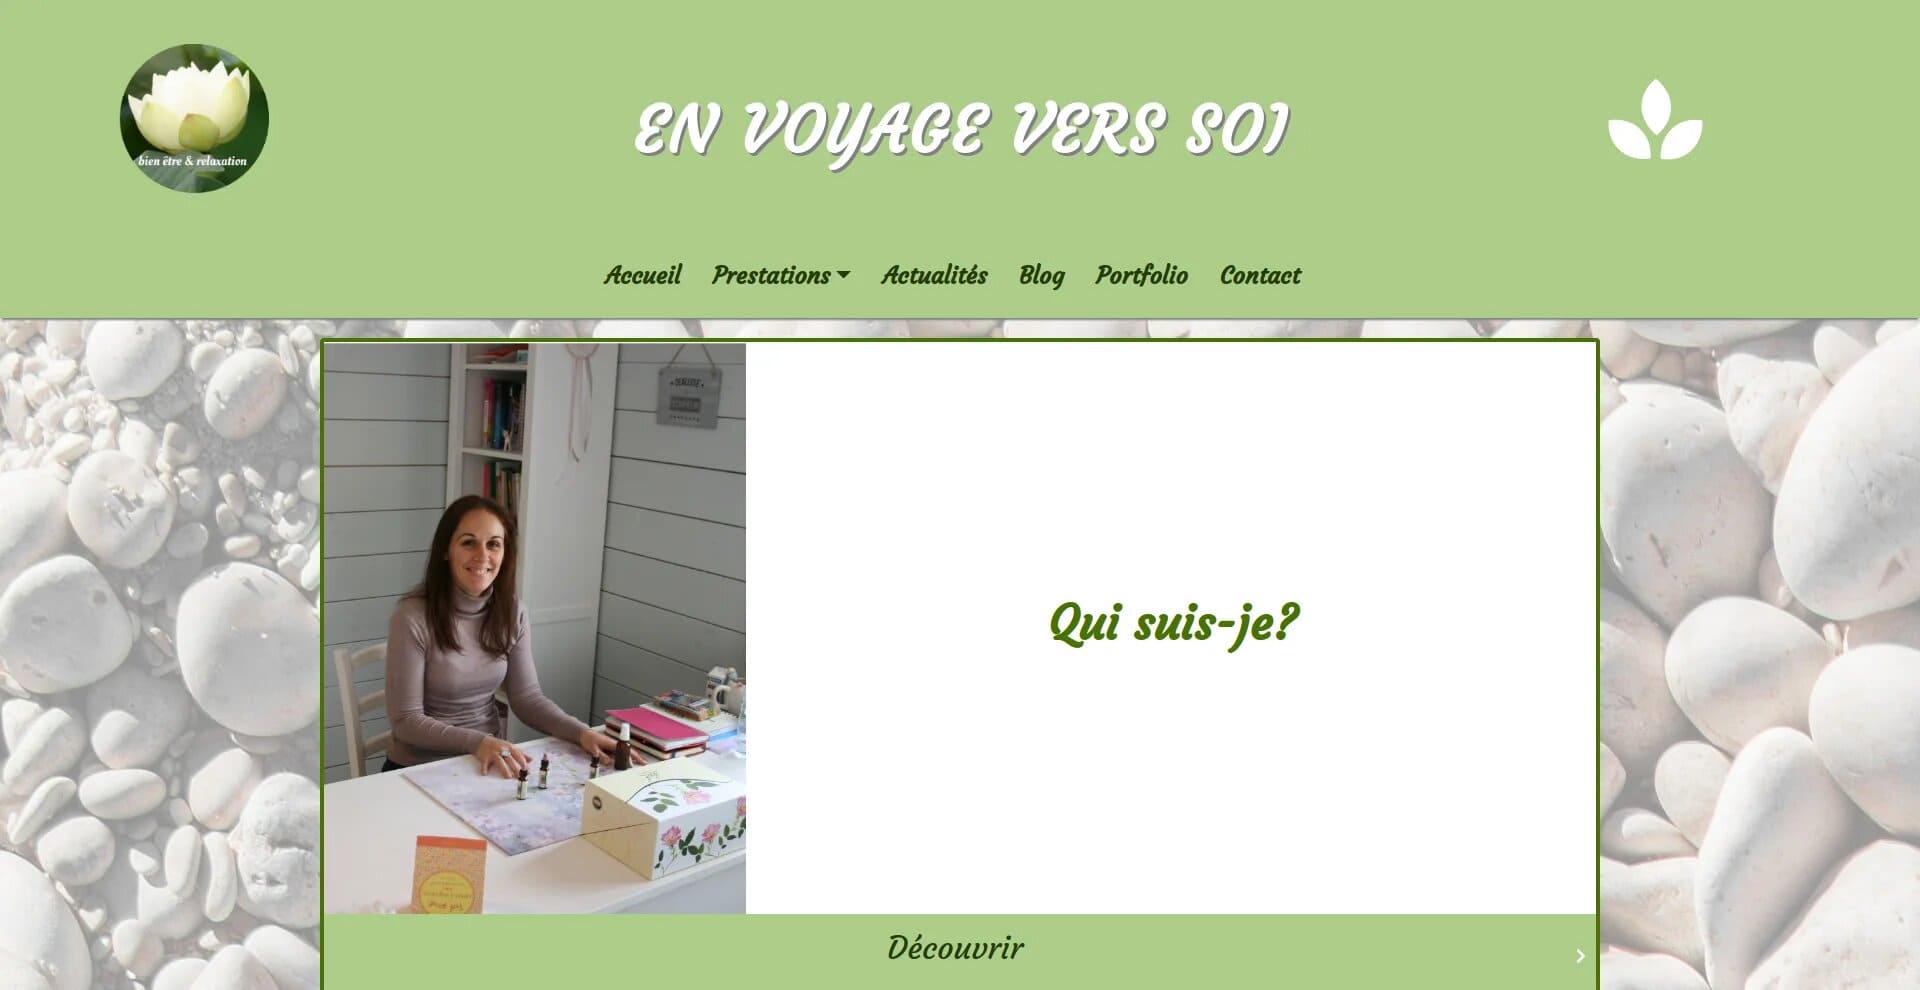 bien être & relaxation
EN VOYAGE VERS SOI
Accueil Prestations Actualités Blog Portfolio Contact
Qui suis-je?
Découvrir